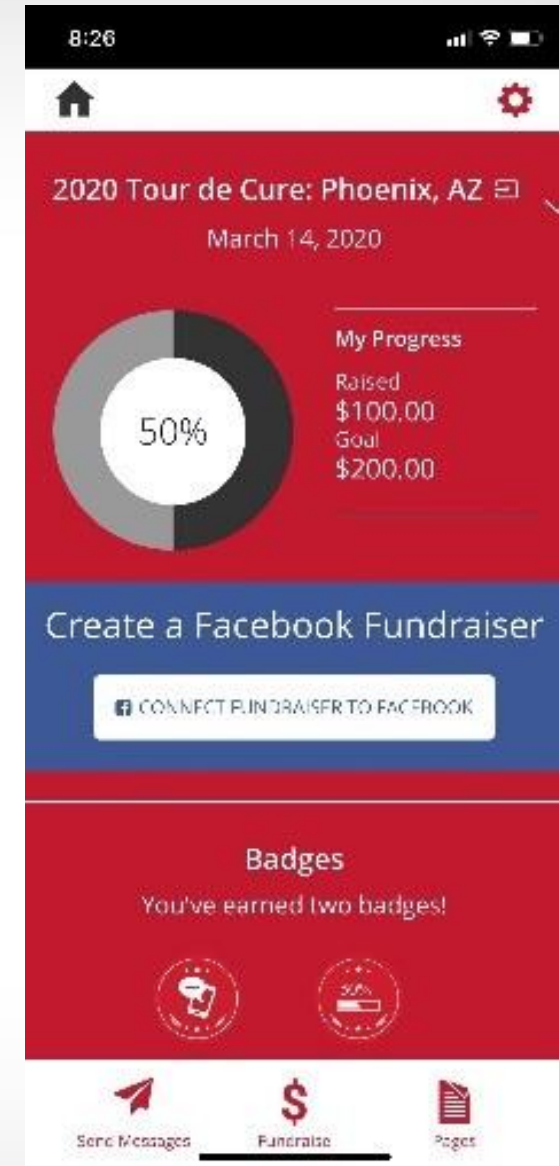 8:26
2020 Tour de Cure: Phoenix, AZ
March 14, 2020
50%
My Progress
Raised
$100.00
Goal
$200.00
Create a Facebook Fundraiser
CONNECT FUNDRAISER TO FACEBOOK
Badges
You've earned two badges!
50%
Send Messages
Fundraise
Pages